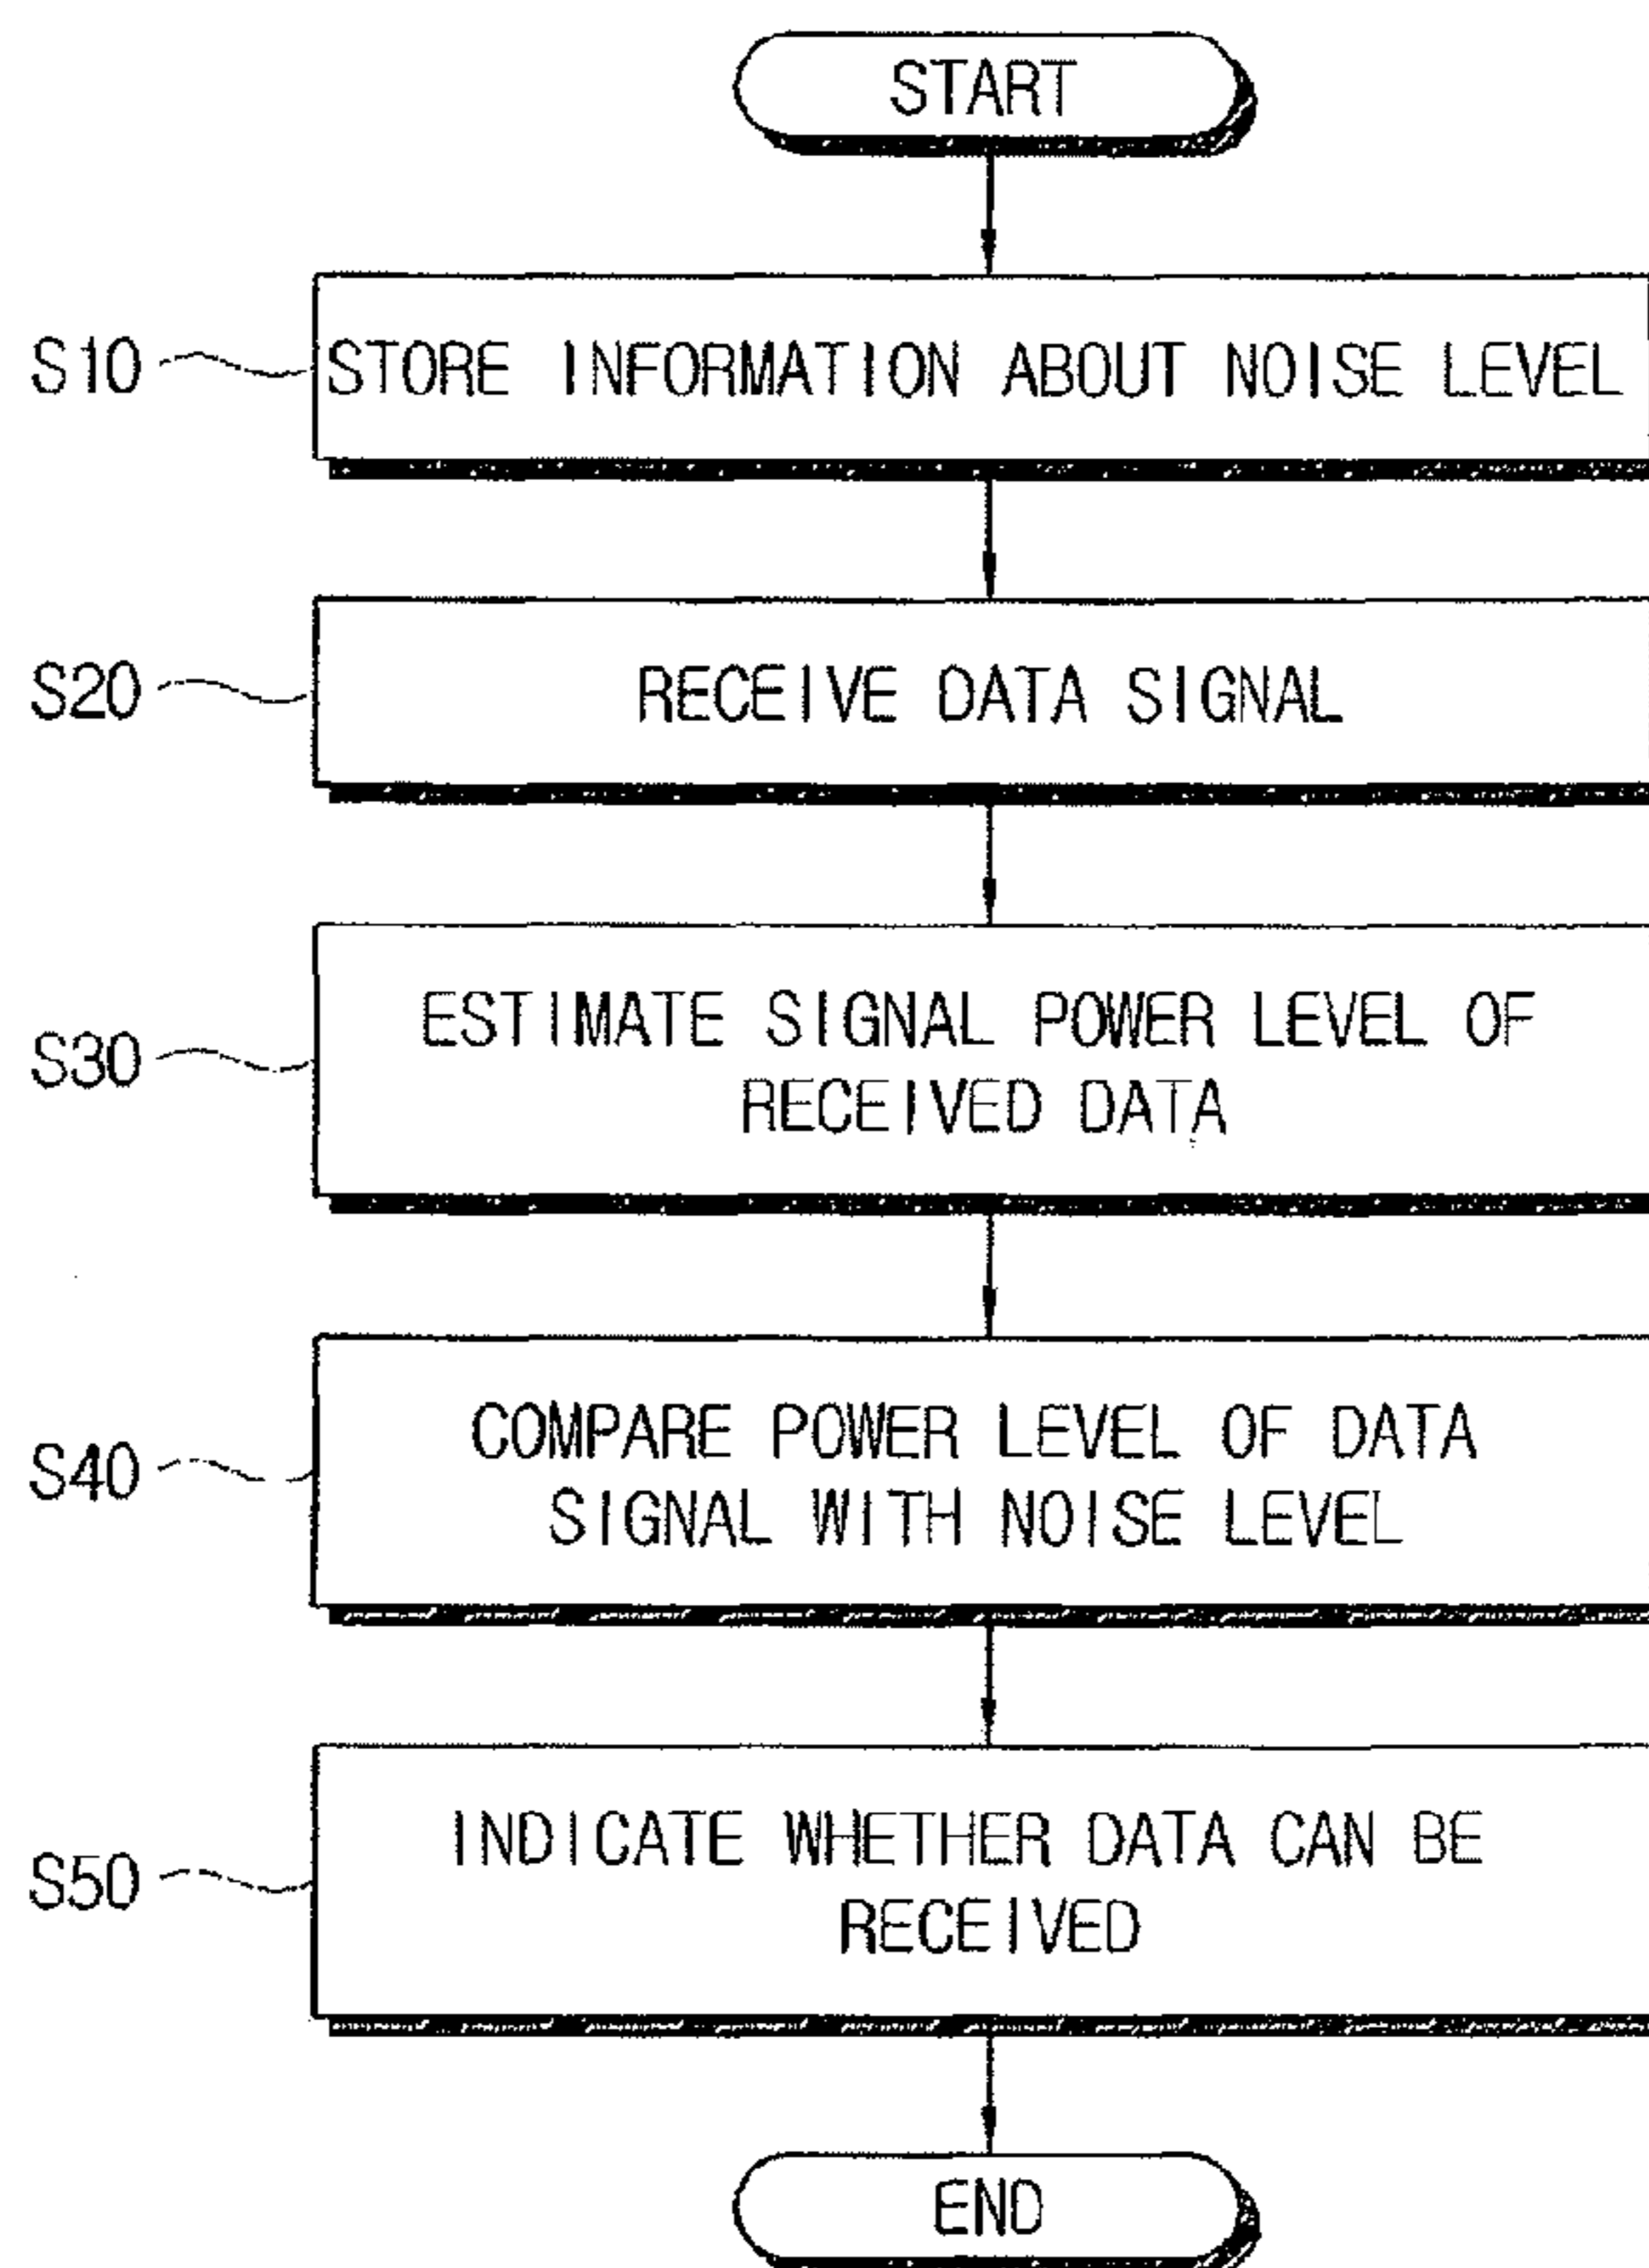 START
S10
STORE INFORMATION ABOUT NOISE LEVEL
S20
RECEIVE DATA SIGNAL
S30
ESTIMATE SIGNAL POWER LEVEL OF
RECEIVED DATA
S40
COMPARE POWER LEVEL OF DATA
SIGNAL WITH NOISE LEVEL
S50
INDICATE WHETHER DATA CAN BE
RECEIVED
END